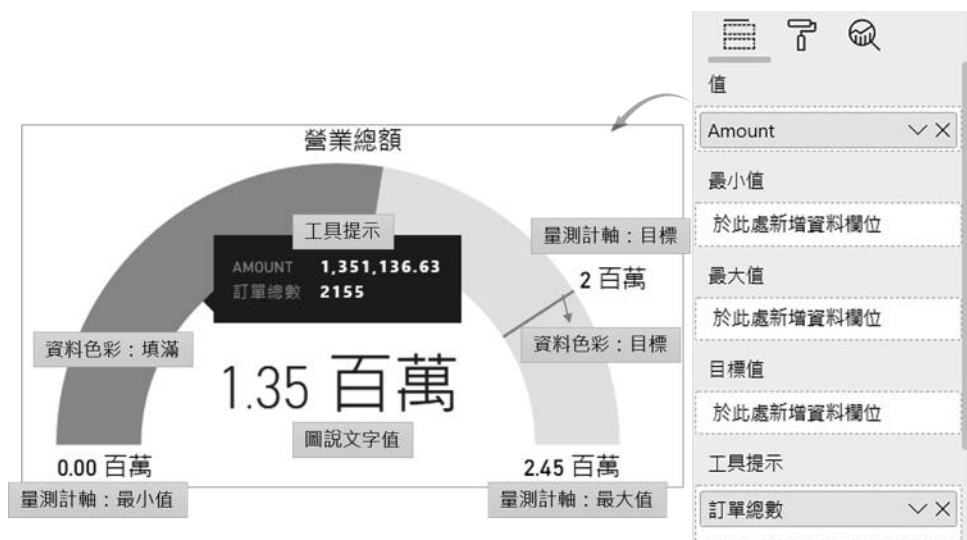 營業總額
工具提示
AMOUNT 1,351,136.63
訂單總數 2155
量測計軸：目標
2 百萬
資料色彩：目標
資料色彩：填滿
1.35 百萬
圖說文字值
0.00 百萬
2.45 百萬
量測計軸：最小值
量測計軸：最大值
值
Amount
最小值
於此處新增資料欄位
最大值
於此處新增資料欄位
目標值
於此處新增資料欄位
工具提示
訂單總數